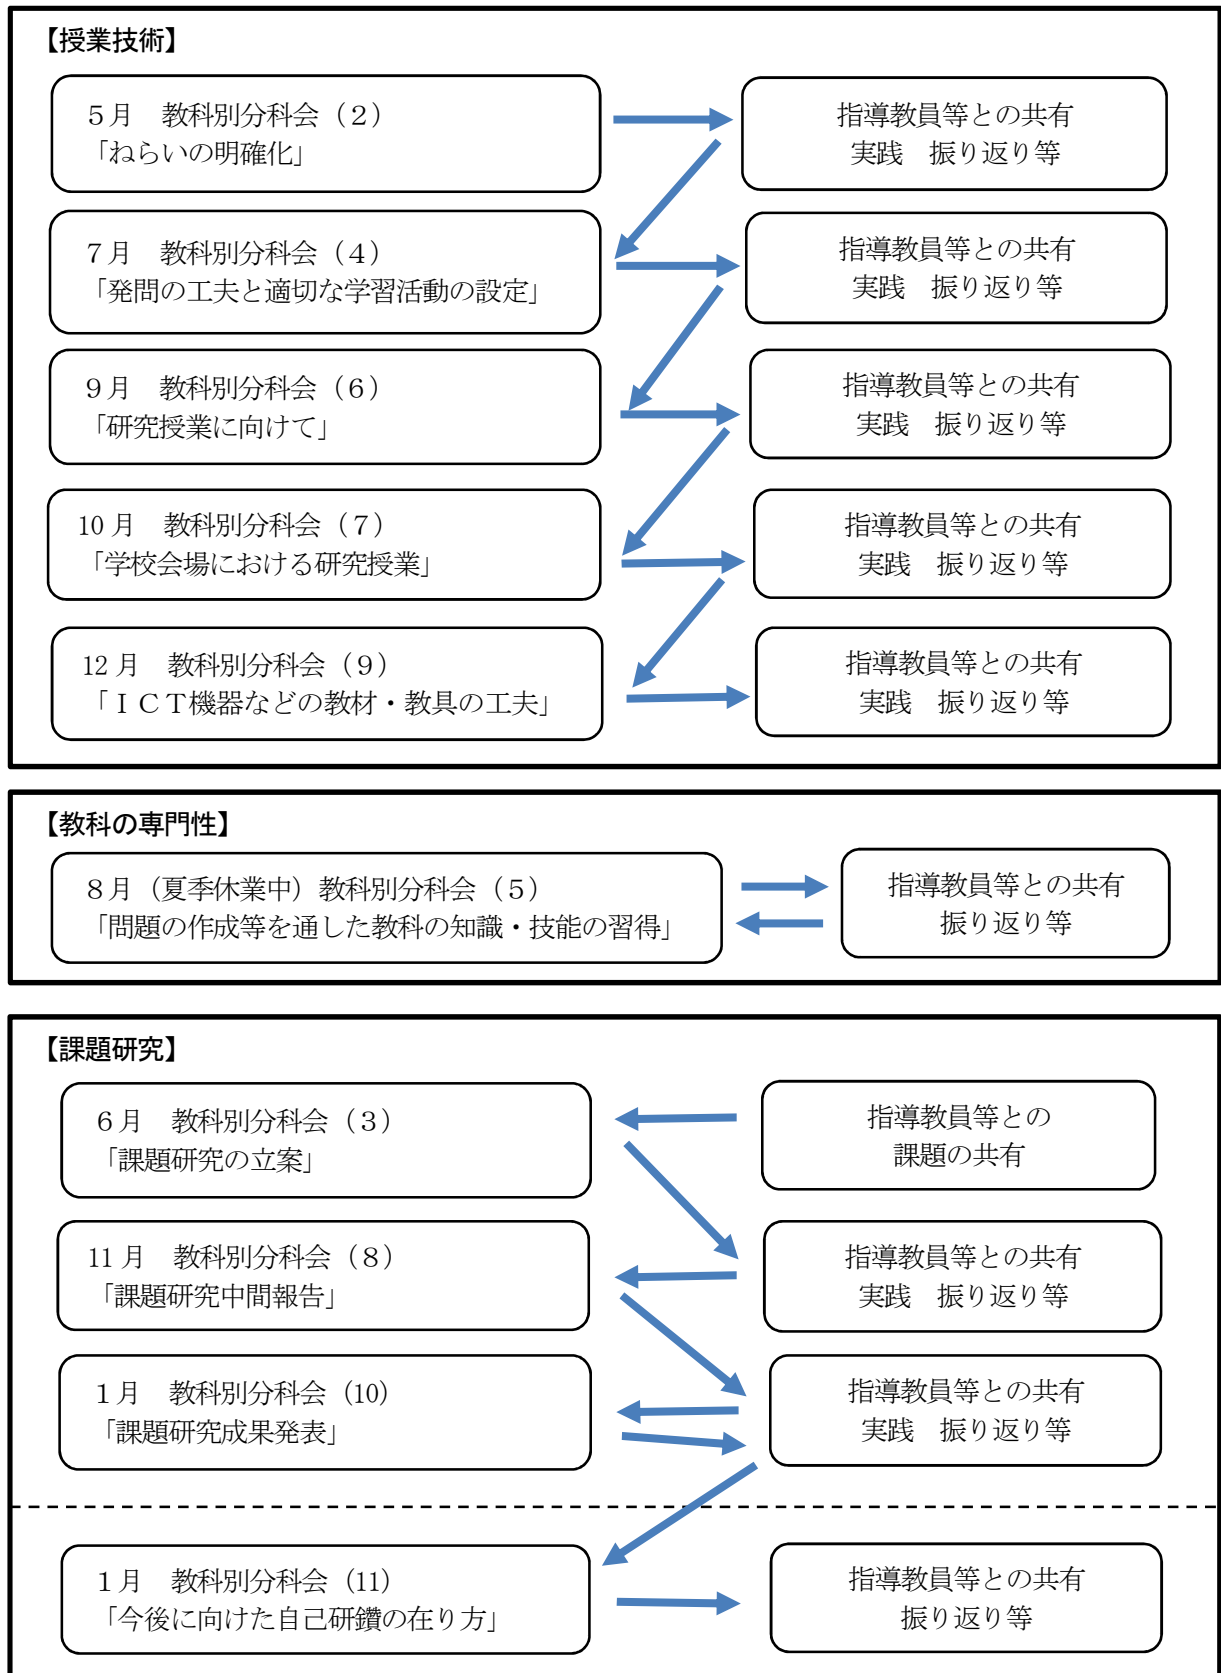 【授業技術】
５月　教科別分科会（２）
「ねらいの明確化」
指導教員等との共有
実践　振り返り等
７月　教科別分科会（４）
「発問の工夫と適切な学習活動の設定」
指導教員等との共有
実践　振り返り等
９月　教科別分科会（６）
「研究授業に向けて」
指導教員等との共有
実践　振り返り等
10 月　教科別分科会（７）
「学校会場における研究授業」
指導教員等との共有
実践　振り返り等
12 月　教科別分科会（９）
「ＩＣＴ機器などの教材・教具の工夫」
指導教員等との共有
実践　振り返り等
【教科の専門性】
８月（夏季休業中）教科別分科会（５）
「問題の作成等を通した教科の知識・技能の習得」
指導教員等との共有
振り返り等
【課題研究】
６月　教科別分科会（３）
「課題研究の立案」
指導教員等との
課題の共有
11 月　教科別分科会（８）
「課題研究中間報告」
指導教員等との共有
実践　振り返り等
１月　教科別分科会（10）
「課題研究成果発表」
指導教員等との共有
実践　振り返り等
１月　教科別分科会（11）
「今後に向けた自己研鑽の在り方」
指導教員等との共有
振り返り等